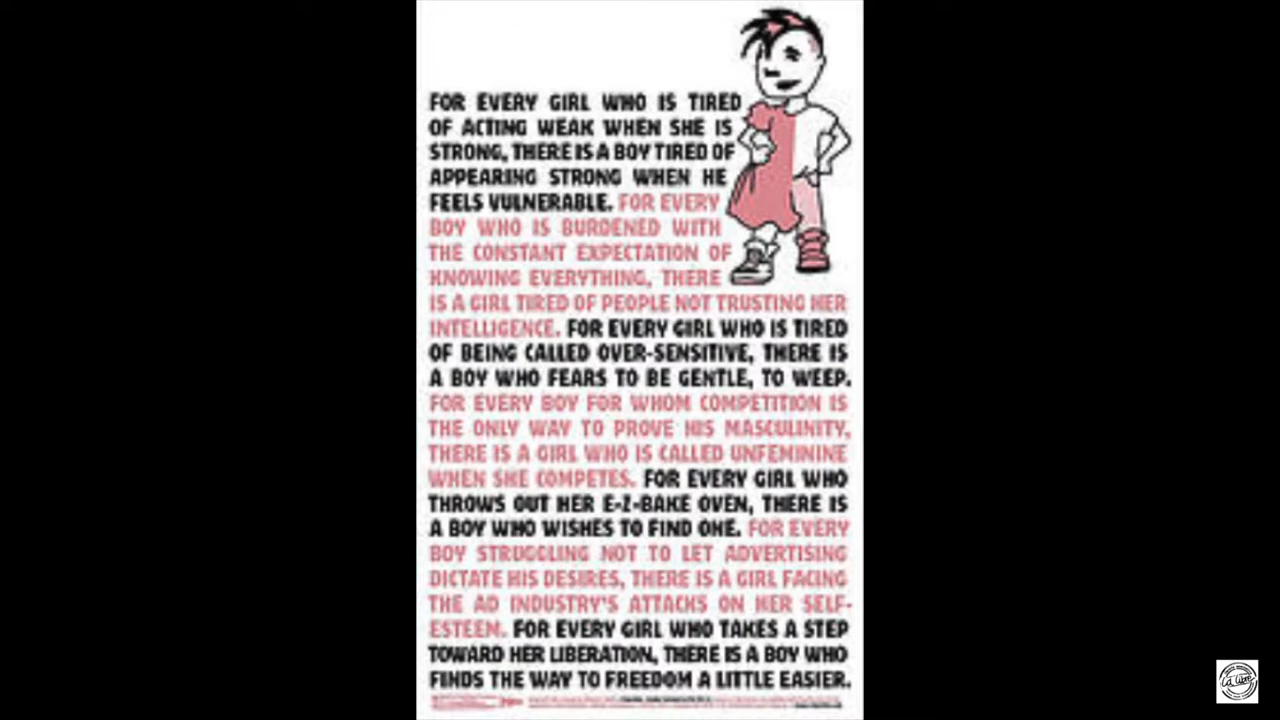 FOR EVERY GIRL WHO IS TIRED
OF ACTING WEAK WHEN SHE IS
STRONG, THERE IS A BOY TIRED OF
APPEARING STRONG WHEN HE
FEELS VULNERABLE. FOR EVERY
BOY WHO IS BURDENED WITH
THE CONSTANT EXPECTATION OF
KNOWING EVERYTHING, THERE
IS A GIRL TIRED OF PEOPLE NOT TRUSTING HER
INTELLIGENCE. FOR EVERY GIRL WHO IS TIRED
OF BEING CALLED OVER-SENSITIVE, THERE IS
A BOY WHO FEARS TO BE GENTLE, TO WEEP.
FOR EVERY BOY FOR WHOM COMPETITION IS
THE ONLY WAY TO PROVE HIS MASCULINITY,
THERE IS A GIRL WHO IS CALLED UNFEMININE
WHEN SHE COMPETES. FOR EVERY GIRL WHO
THROWS OUT HER E-Z-BAKE OVEN, THERE IS
A BOY WHO WISHES TO FIND ONE. FOR EVERY
BOY STRUGGLING NOT TO LET ADVERTISING
DICTATE HIS DESIRES, THERE IS A GIRL FACING
THE AD INDUSTRY'S ATTACKS ON HER SELF-
ESTEEM. FOR EVERY GIRL WHO TAKES A STEP
TOWARD HER LIBERATION, THERE IS A BOY WHO
FINDS THE WAY TO FREEDOM A LITTLE EASIER.